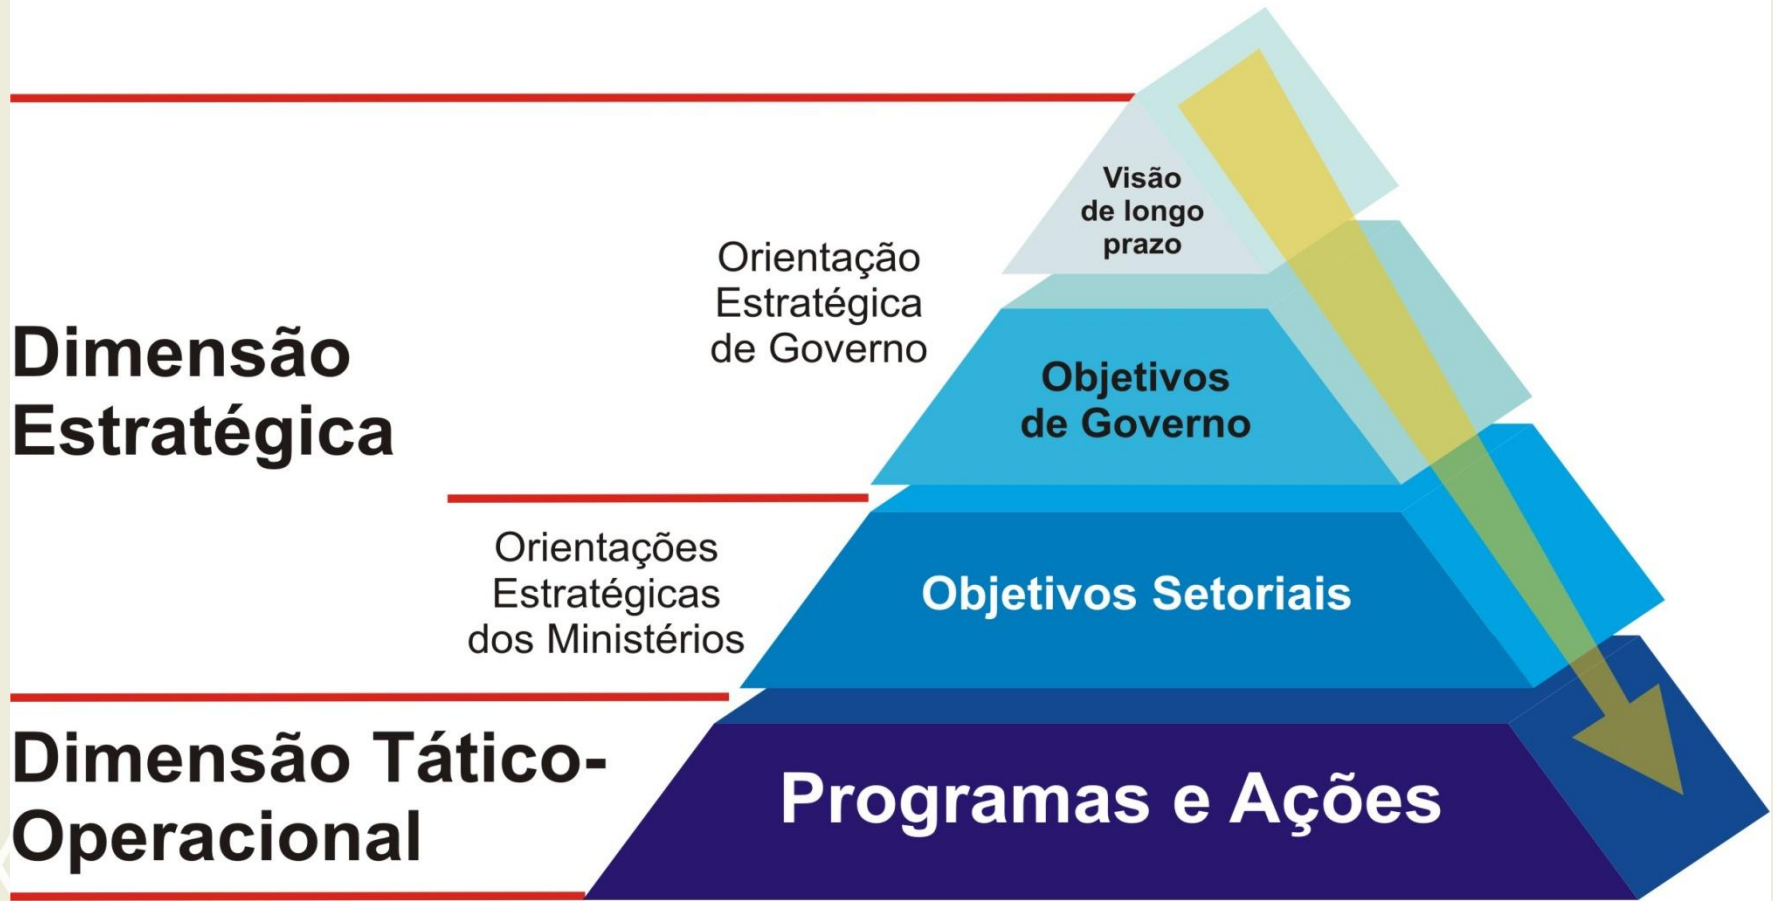 Visão
de longo
prazo
Orientação
Estratégica
de Governo
Dimensão
Estratégica
Objetivos
de Governo
Orientações
Estratégicas
dos Ministérios
Objetivos Setoriais
Dimensão Tático-
Operacional
Programas e Ações